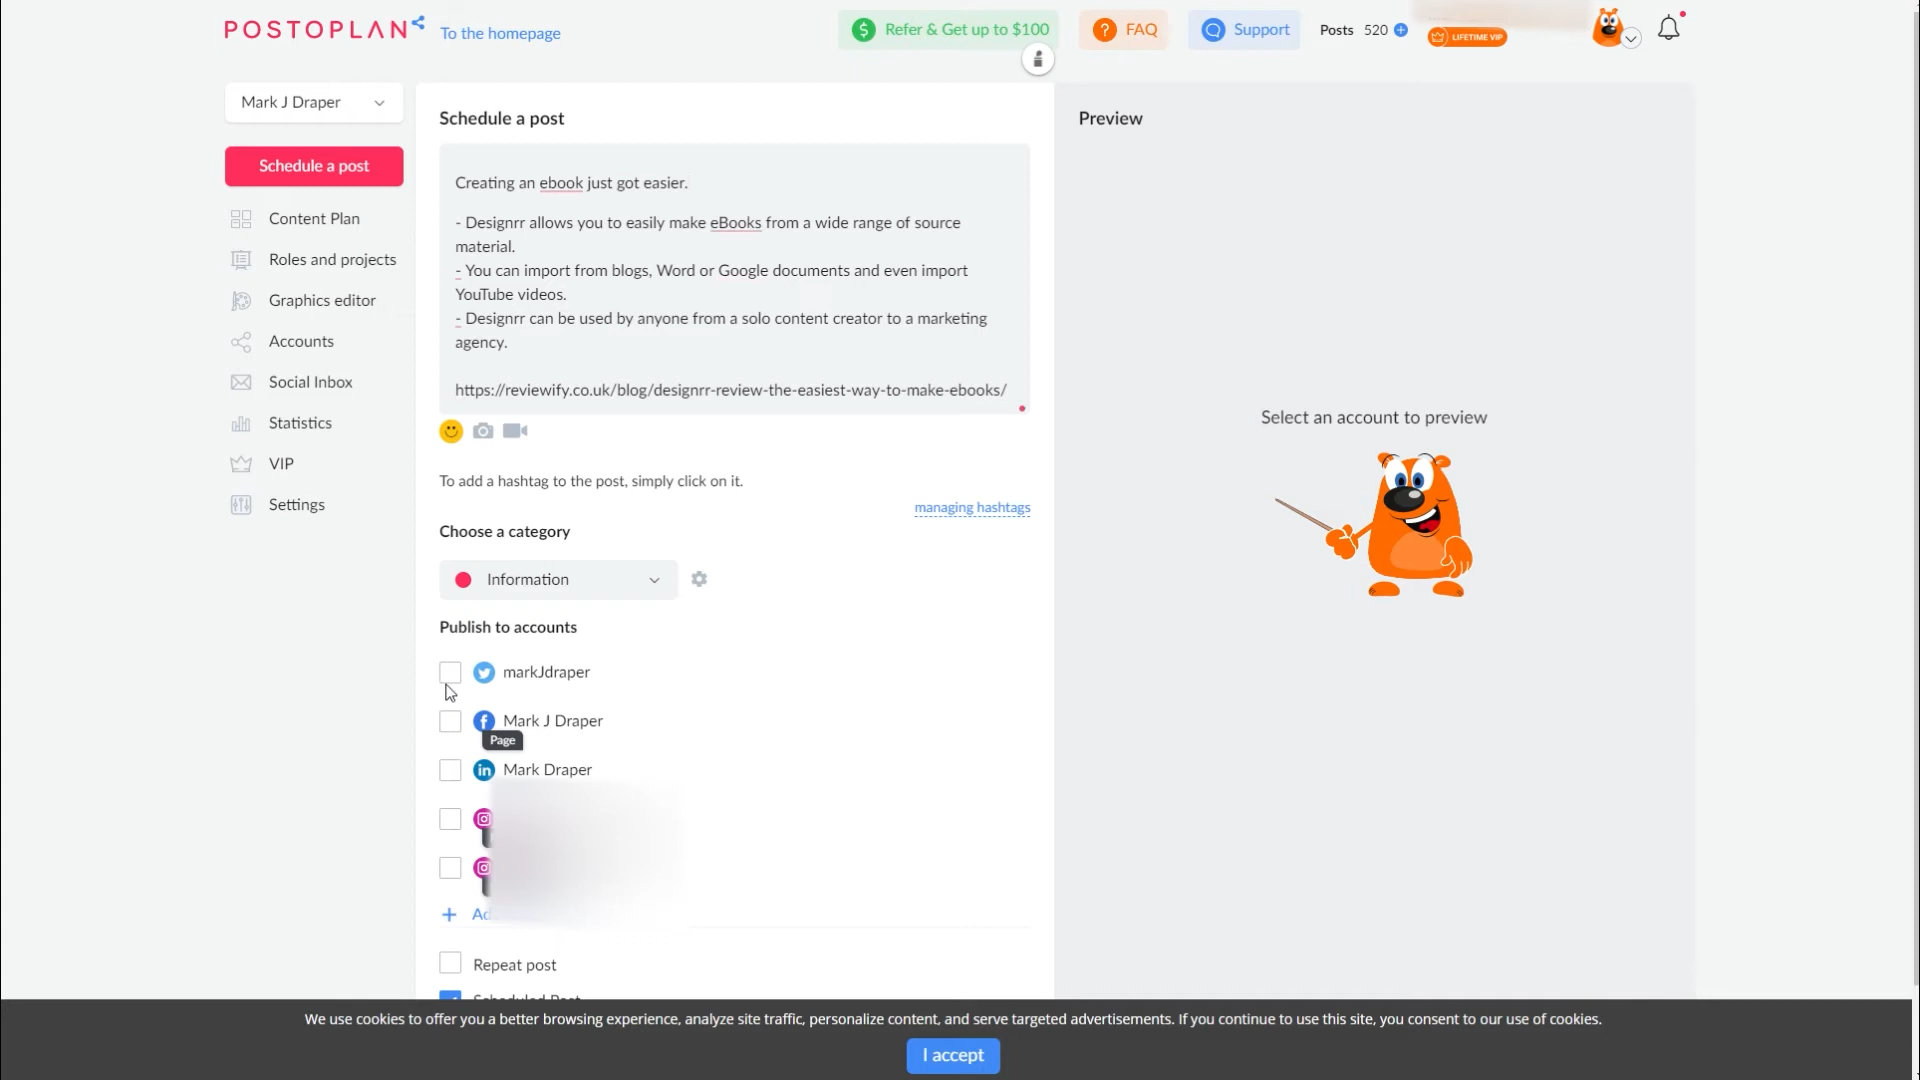 POSTOPLAN
To the homepage
Refer & Get up to $100
FAQ
Support
Posts 520
LIFETIME VIP
Mark J Draper
Schedule a post
Content Plan
Roles and projects
Graphics editor
Accounts
Social Inbox
Statistics
VIP
Settings
Schedule a post
Creating an ebook just got easier.
- Designrr allows you to easily make eBooks from a wide range of source
material.
- You can import from blogs, Word or Google documents and even import
YouTube videos.
- Designrr can be used by anyone from a solo content creator to a marketing
agency.
https://reviewify.co.uk/blog/designrr-review-the-easiest-way-to-make-ebooks/
To add a hashtag to the post, simply click on it.
managing hashtags
Choose a category
Information
Publish to accounts
markJdraper
Mark J Draper
Page
Mark Draper
Repeat post
Scheduled Post
Preview
Select an account to preview
We use cookies to offer you a better browsing experience, analyze site traffic, personalize content, and serve targeted advertisements. If you continue to use this site, you consent to our use of cookies.
I accept